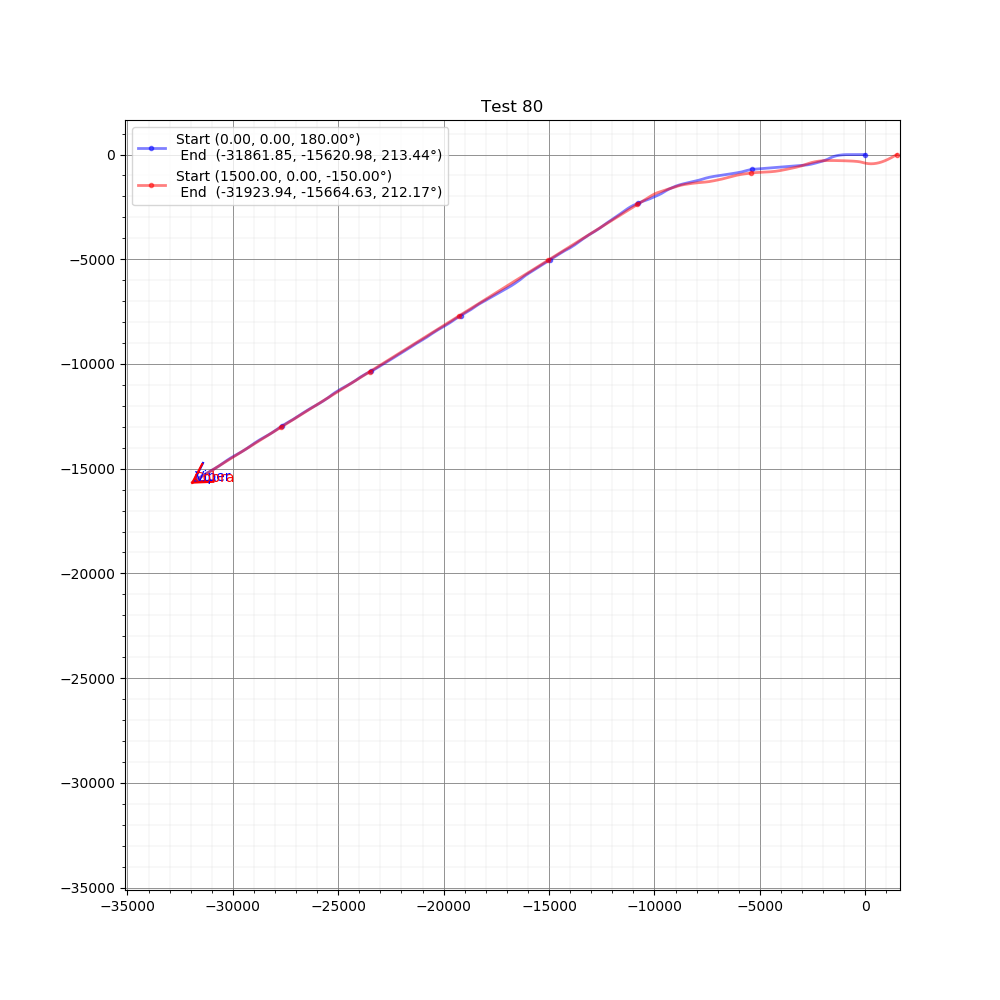 Test 80
Start (0.00, 0.00, 180.00°)
End (-31861.85, -15620.98, 213.44°)
Start (1500.00, 0.00, -150.00°)
End (-31923.94, -15664.63, 212.17°)
0
−5000
−10000
−15000
Viper
−20000
−25000
−30000
−35000
−35000 −30000 −25000 −20000 −15000 −10000 −5000 0